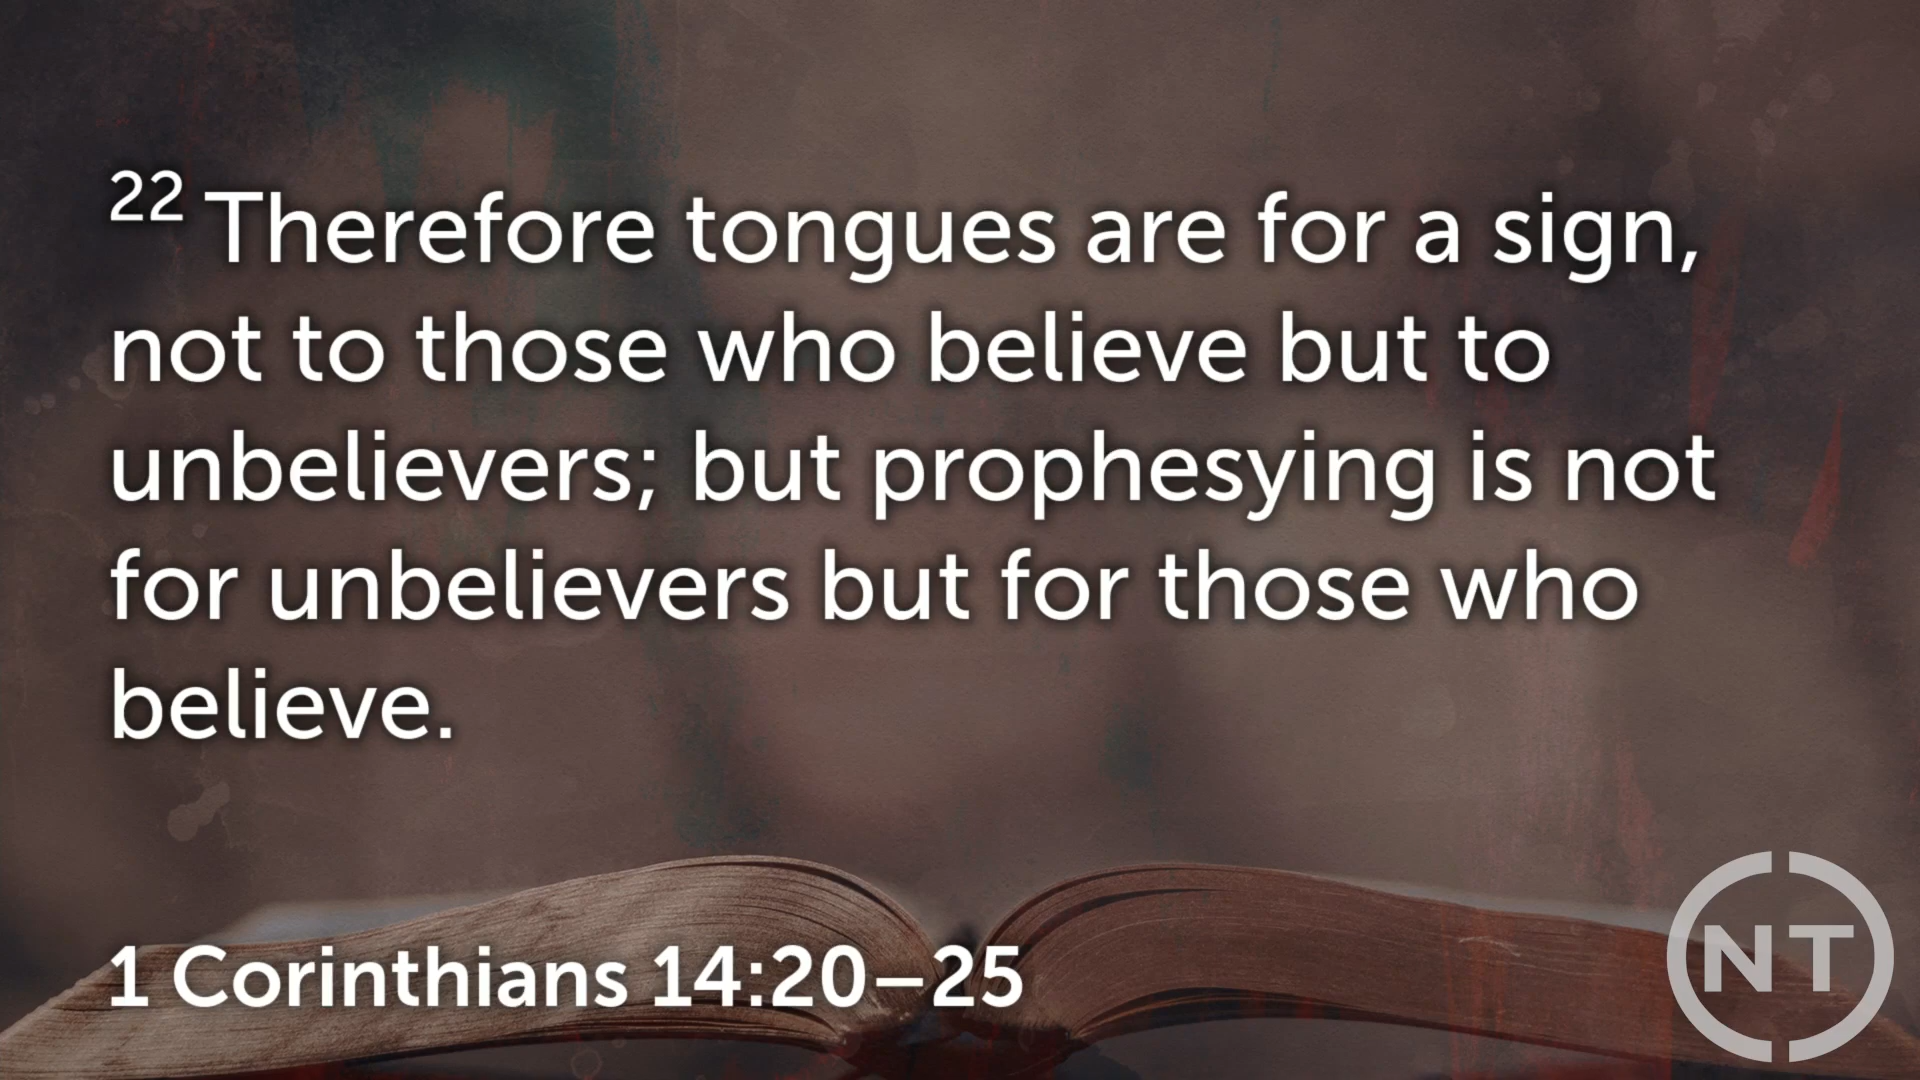 22 Therefore tongues are for a sign,
not to those who believe but to
unbelievers; but prophesying is not
for unbelievers but for those who
believe.
1 Corinthians 14:20–25
NT